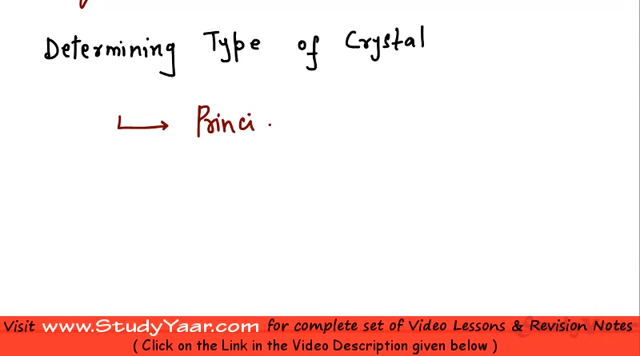 Determining Type of Crystal
Princi
Visit www.StudyYaar.com for complete set of Video Lessons & Revision Notes
( Click on the Link in the Video Description given below )